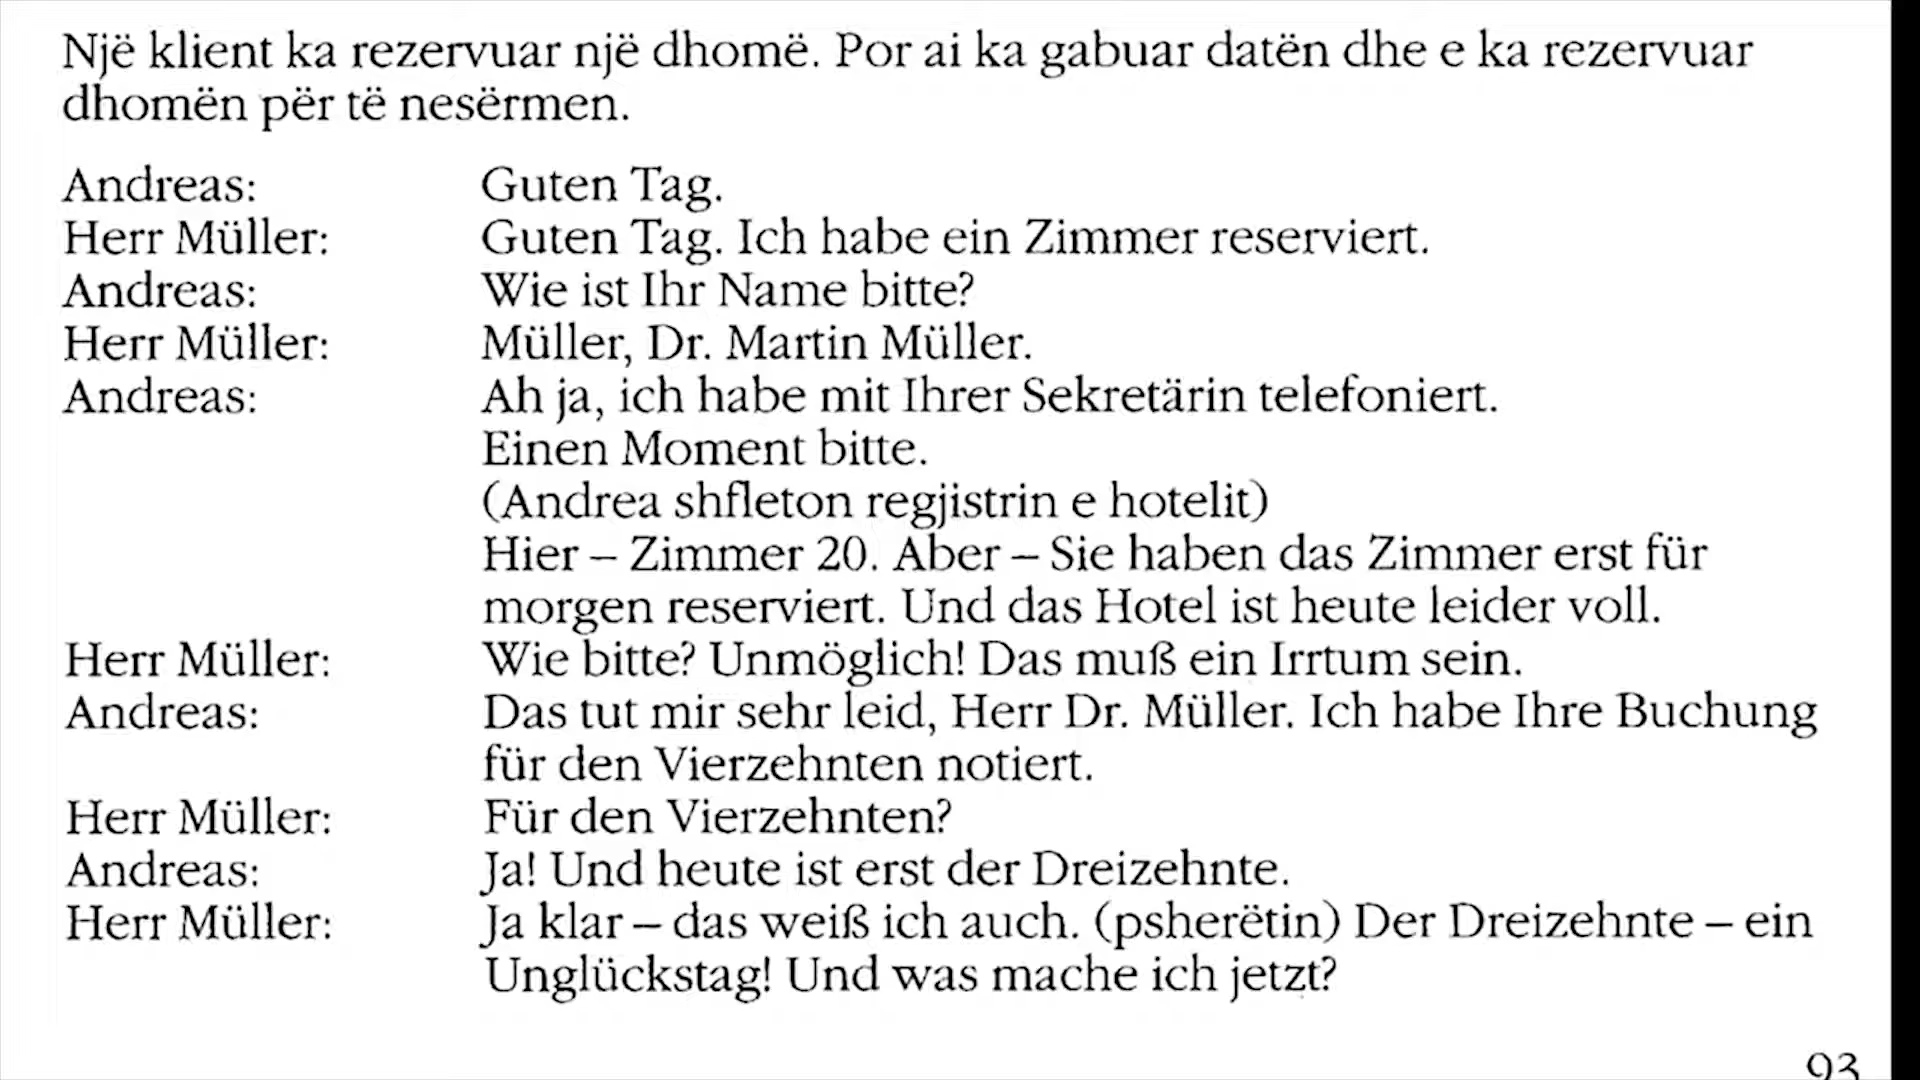 Një klient ka rezervuar një dhomë. Por ai ka gabuar datën dhe e ka rezervuar
dhomën për të nesërmen.
Andreas: Guten Tag.
Herr Müller: Guten Tag. Ich habe ein Zimmer reserviert.
Andreas: Wie ist Ihr Name bitte?
Herr Müller: Müller, Dr. Martin Müller.
Andreas: Ah ja, ich habe mit Ihrer Sekretärin telefoniert.
Einen Moment bitte.
(Andrea shfleton regjistrin e hotelit)
Hier – Zimmer 20. Aber – Sie haben das Zimmer erst für
morgen reserviert. Und das Hotel ist heute leider voll.
Herr Müller: Wie bitte? Unmöglich! Das muß ein Irrtum sein.
Andreas: Das tut mir sehr leid, Herr Dr. Müller. Ich habe Ihre Buchung
für den Vierzehnten notiert.
Herr Müller: Für den Vierzehnten?
Andreas: Ja! Und heute ist erst der Dreizehnte.
Herr Müller: Ja klar – das weiß ich auch. (psherëtin) Der Dreizehnte – ein
Unglückstag! Und was mache ich jetzt?
93